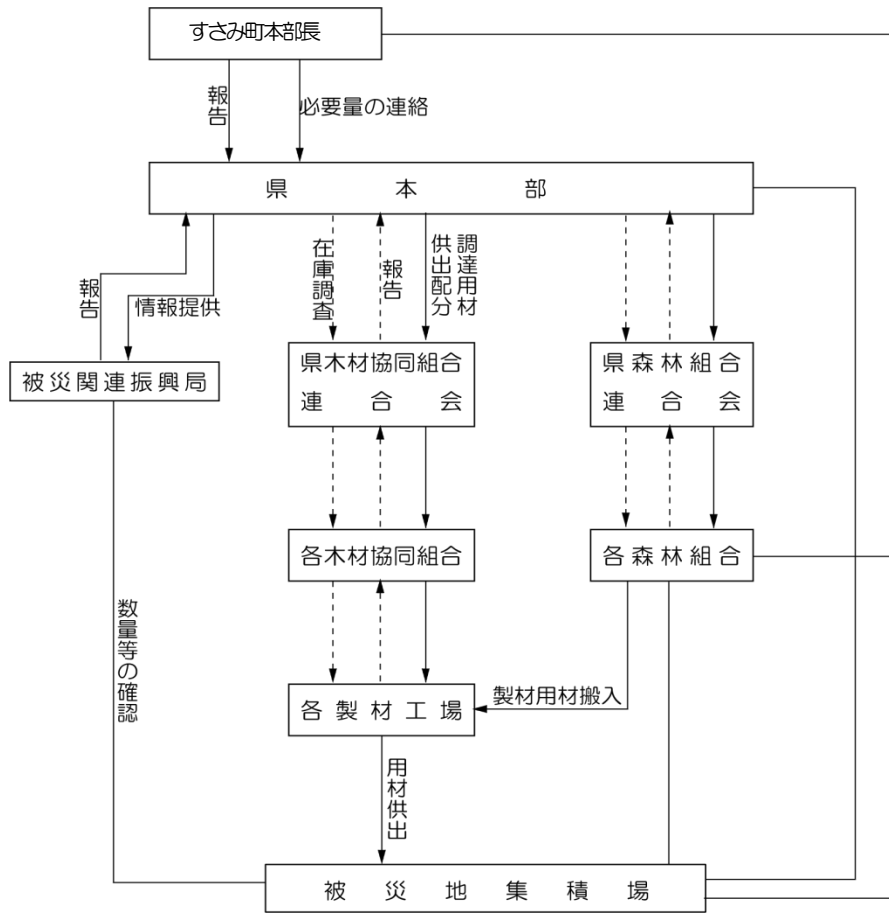 すさみ町本部長
報告
必要量の連絡
県本部
報告
情報提供
在庫調査
報告
供出配分
調達用材
被災関連振興局
県木材協同組合
連合会
県森林組合
連合会
各木材協同組合
各森林組合
数量等の確認
各製材工場
製材用材搬入
用材供出
被災地集積場